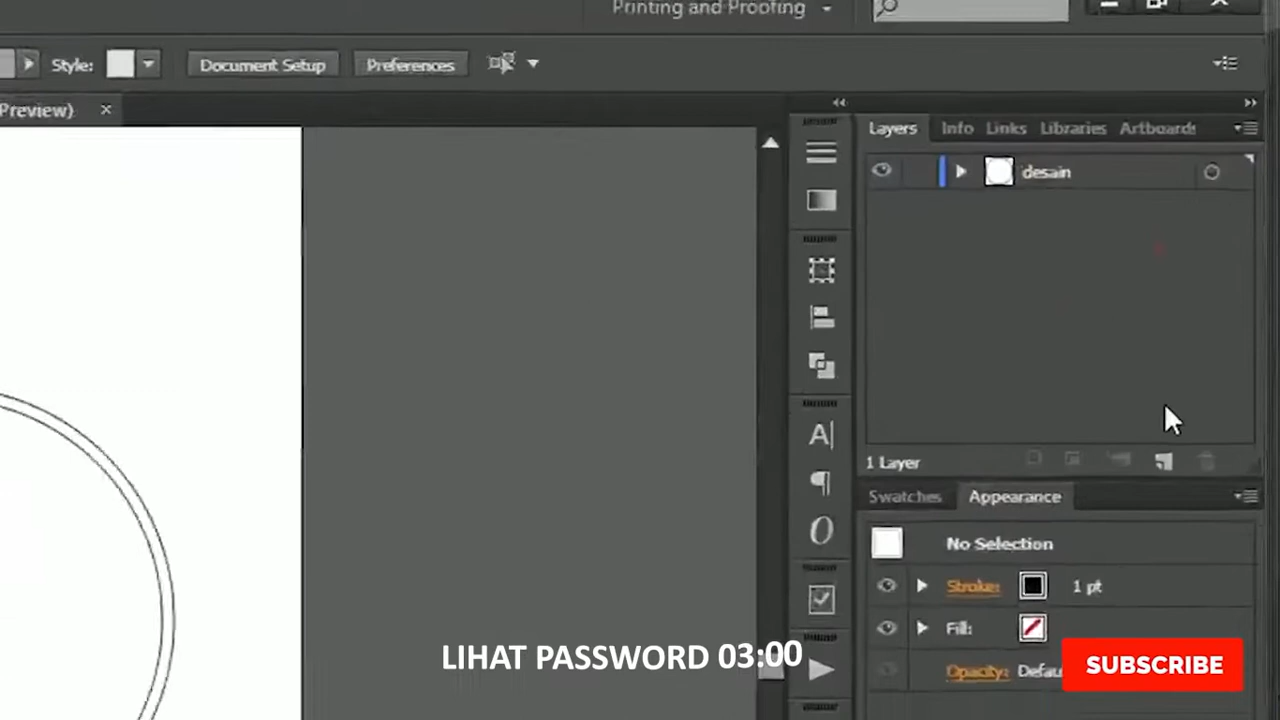 Printing and Proofing
Style:
Document Setup
Preferences
Preview)
Layers
Info
Links
Libraries
Artboards
desain
1 Layer
Swatches
Appearance
No Selection
Stroke:
1 pt
Fill:
Opacity:
Defau
LIHAT PASSWORD 03:00
SUBSCRIBE